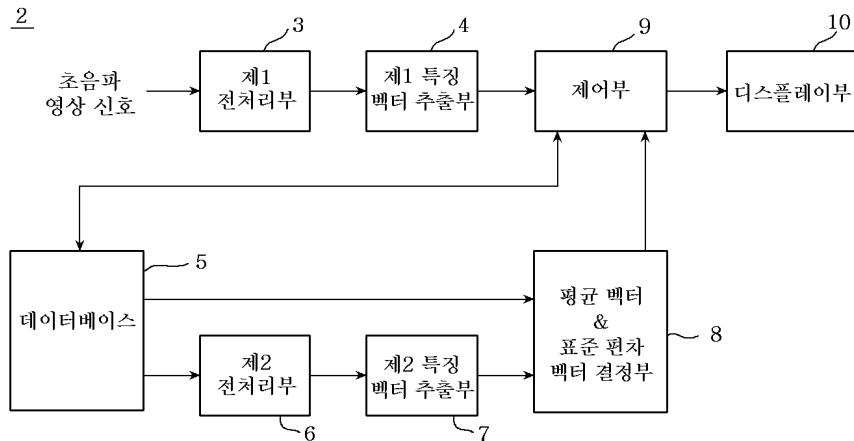 2
3
4
9
10
초음파
영상 신호
제1
전처리부
제1 특징
벡터 추출부
제어부
디스플레이부
5
데이터베이스
평균 벡터
&
표준 편차
벡터 결정부
8
제2
전처리부
제2 특징
벡터 추출부
6
7